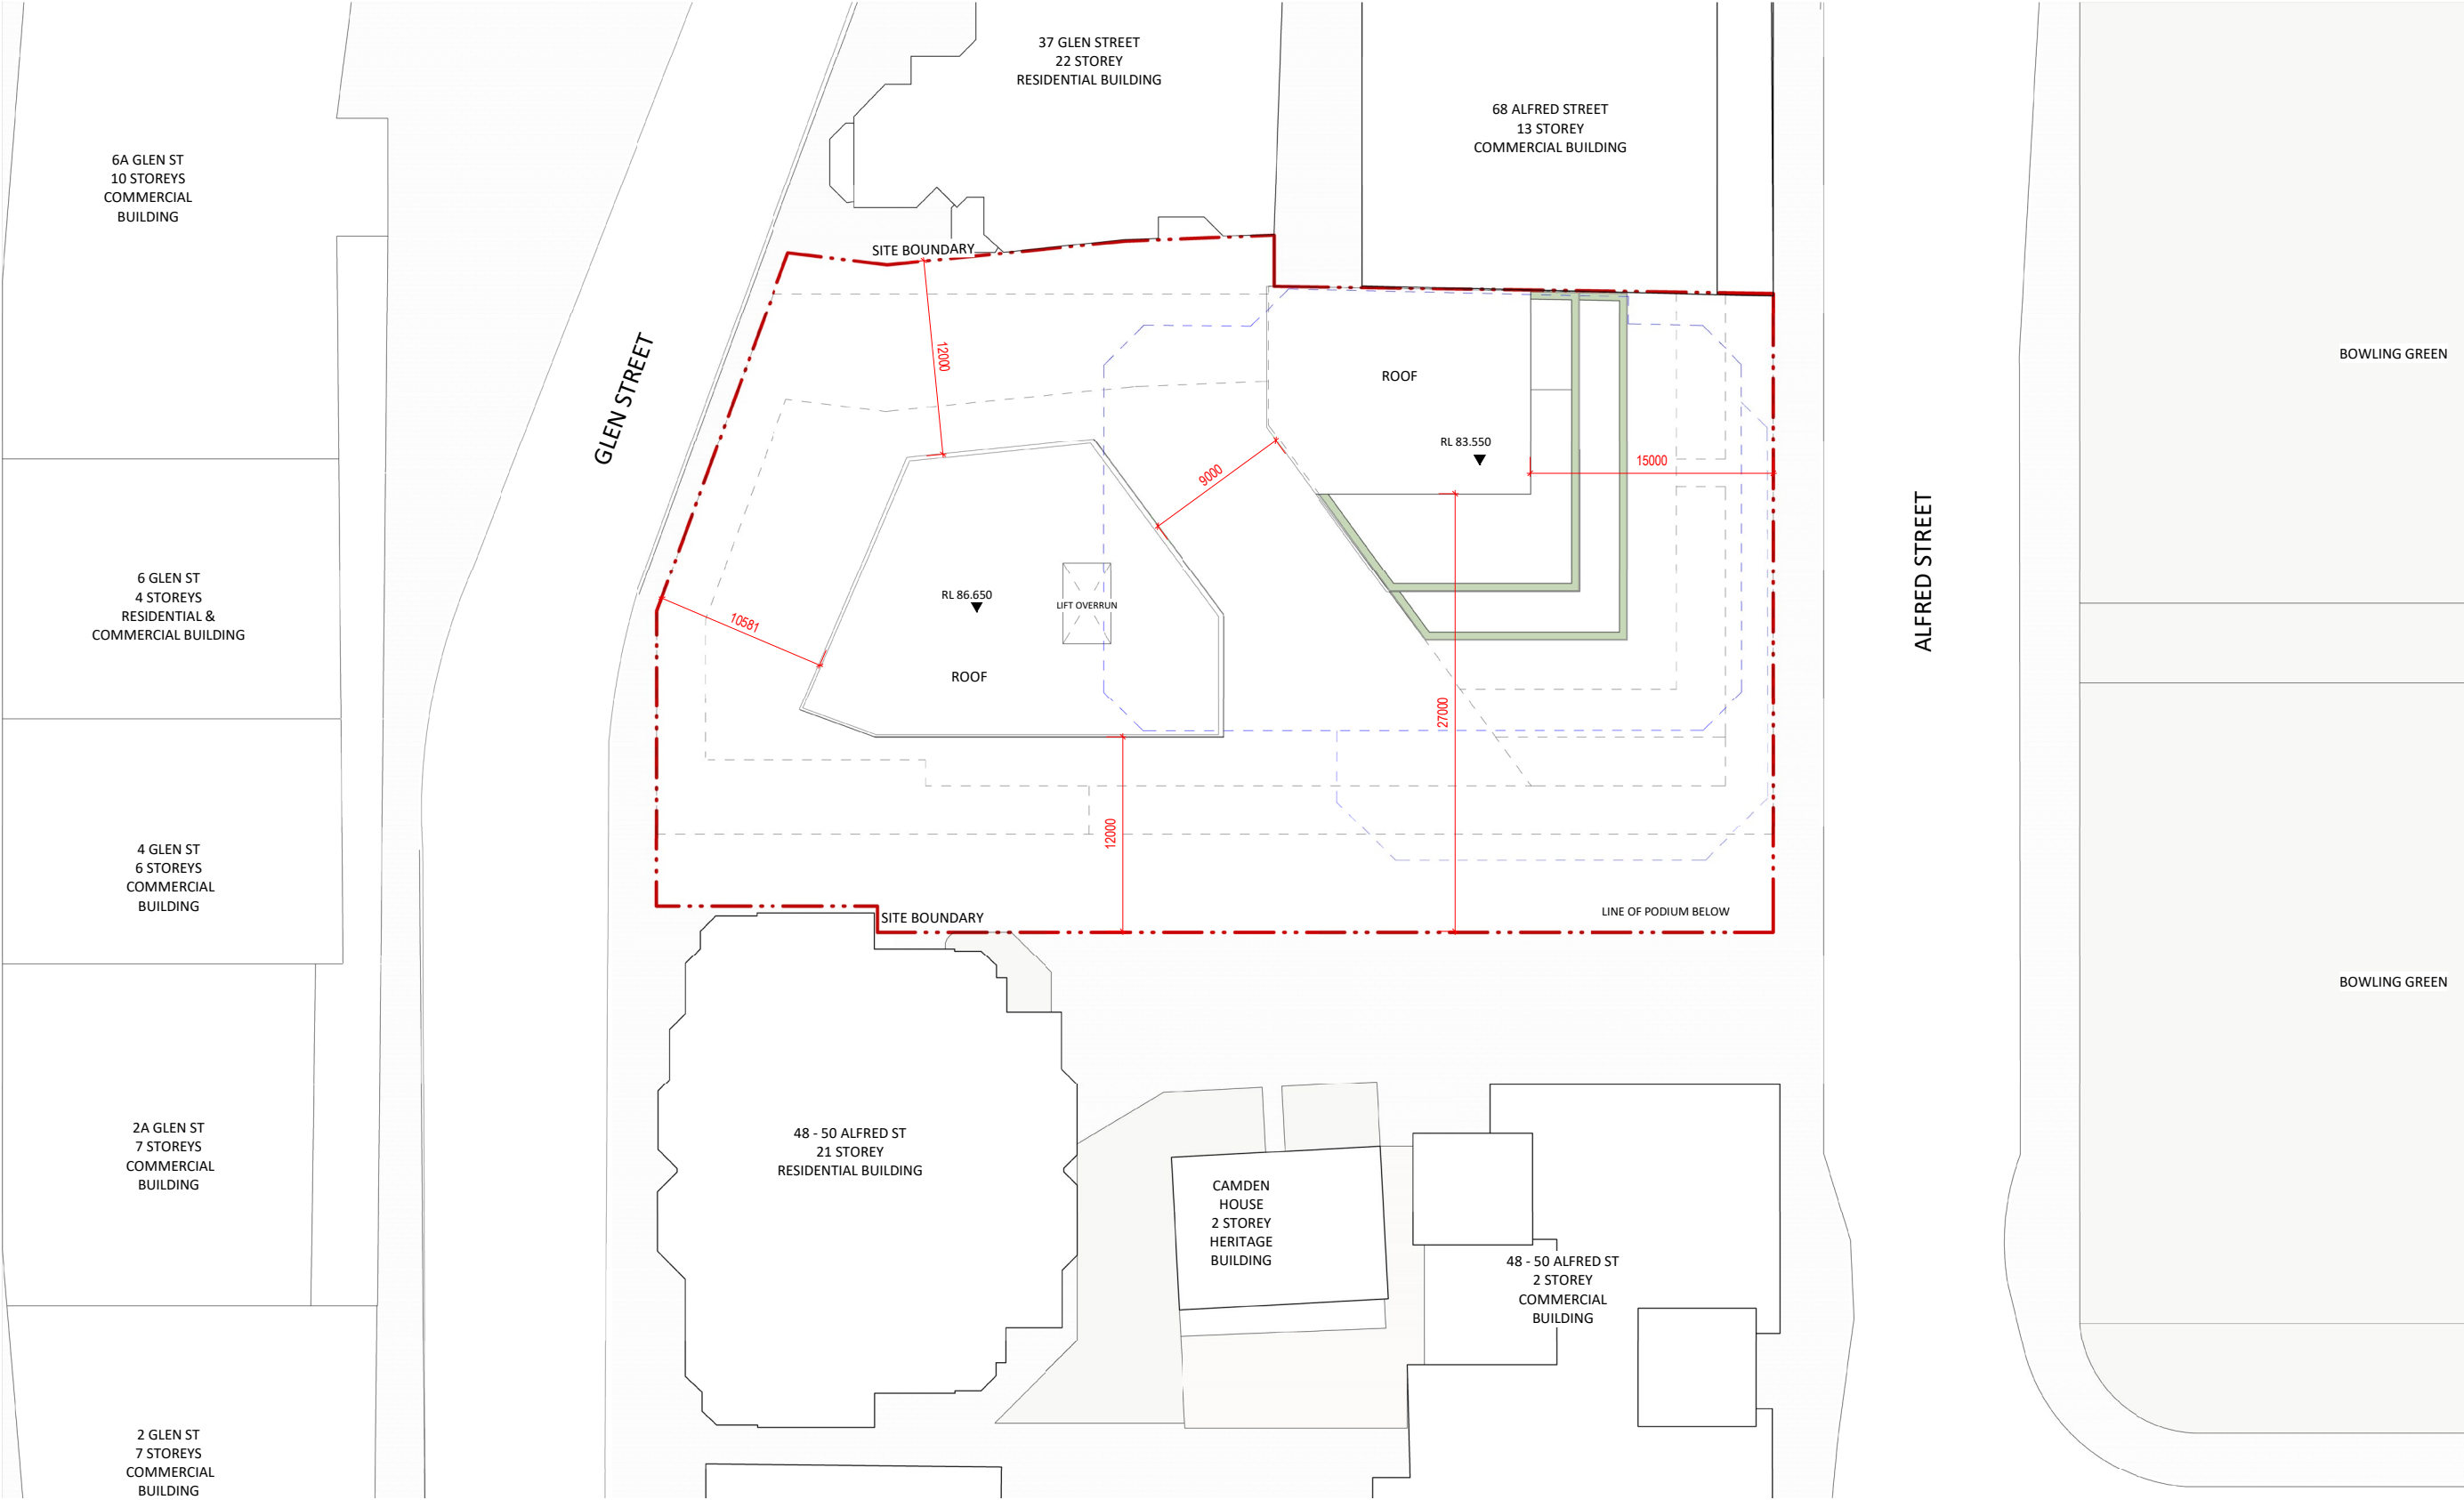 37 GLEN STREET
22 STOREY
RESIDENTIAL BUILDING
68 ALFRED STREET
13 STOREY
COMMERCIAL BUILDING
6A GLEN ST
10 STOREYS
COMMERCIAL
BUILDING
SITE BOUNDARY
12000
GLEN STREET
ROOF
BOWLING GREEN
RL 83.550
15000
9000
ALFRED STREET
6 GLEN ST
4 STOREYS
RESIDENTIAL &
COMMERCIAL BUILDING
10581
RL 86.650
LIFT OVERRUN
ROOF
27000
12000
4 GLEN ST
6 STOREYS
COMMERCIAL
BUILDING
SITE BOUNDARY
LINE OF PODIUM BELOW
BOWLING GREEN
2A GLEN ST
7 STOREYS
COMMERCIAL
BUILDING
48 - 50 ALFRED ST
21 STOREY
RESIDENTIAL BUILDING
CAMDEN
HOUSE
2 STOREY
HERITAGE
BUILDING
48 - 50 ALFRED ST
2 STOREY
COMMERCIAL
BUILDING
2 GLEN ST
7 STOREYS
COMMERCIAL
BUILDING